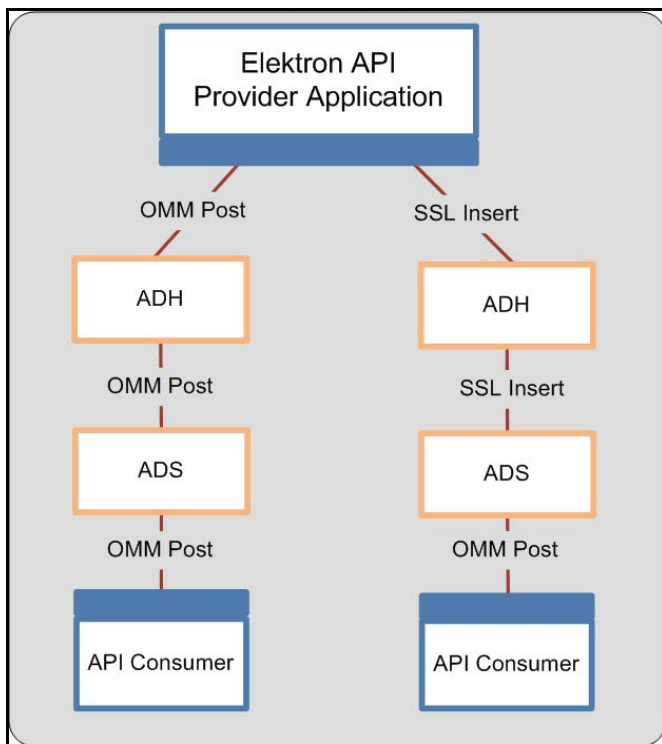 Elektron API
Provider Application
OMM Post
SSL Insert
ADH
ADH
OMM Post
SSL Insert
ADS
ADS
OMM Post
OMM Post
API Consumer
API Consumer